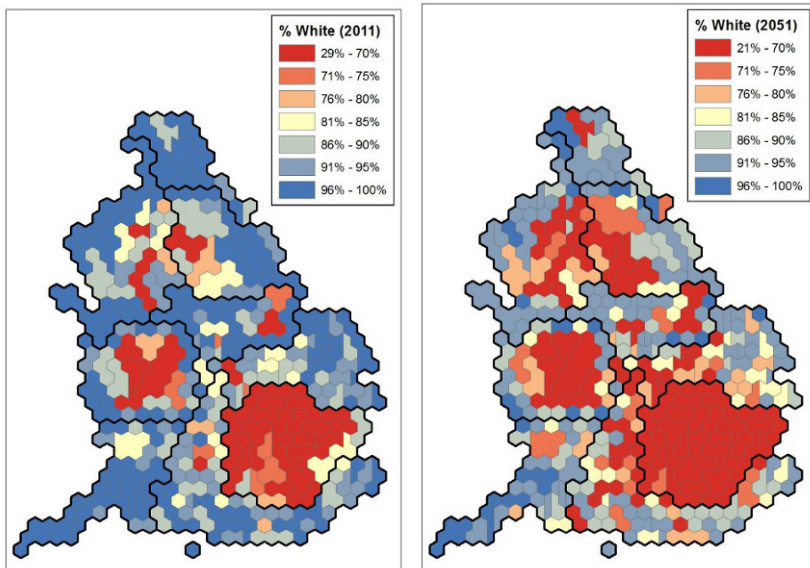 % White (2011)
29% - 70%
71% - 75%
76% - 80%
81% - 85%
86% - 90%
91% - 95%
96% - 100%
% White (2051)
21% - 70%
71% - 75%
76% - 80%
81% - 85%
86% - 90%
91% - 95%
96% - 100%